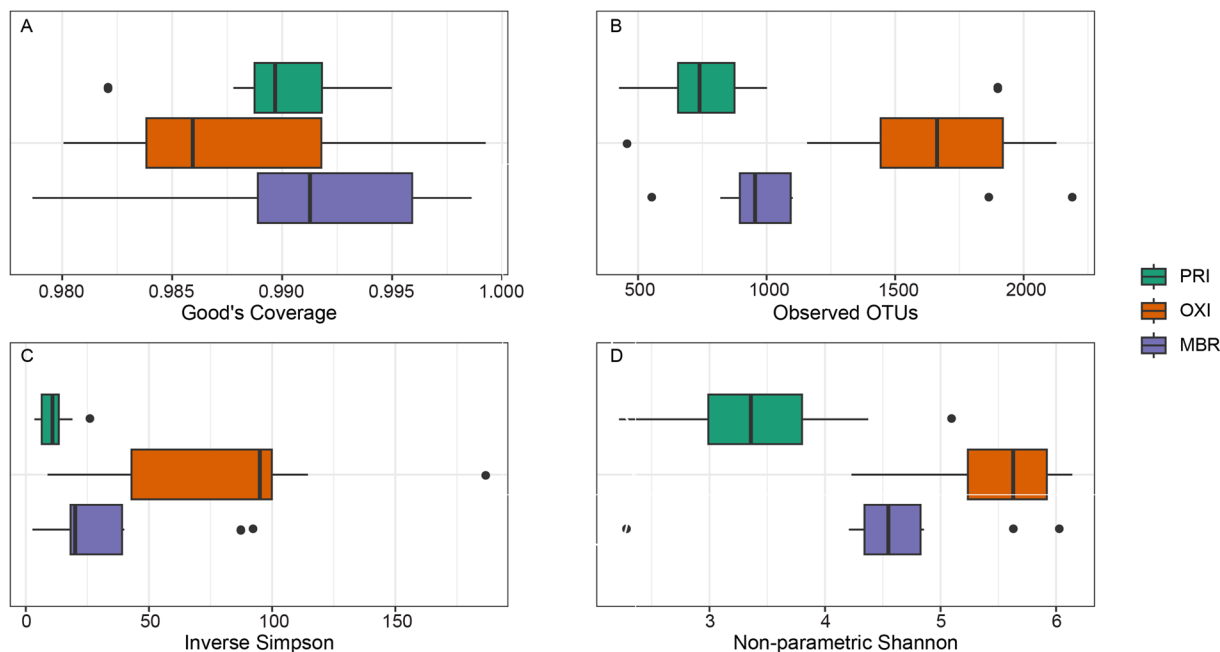 A
0.980 0.985 0.990 0.995 1.000
Good's Coverage
B
500 1000 1500 2000
Observed OTUs
PRI
OXI
MBR
C
0 50 100 150
Inverse Simpson
D
3 4 5 6
Non-parametric Shannon